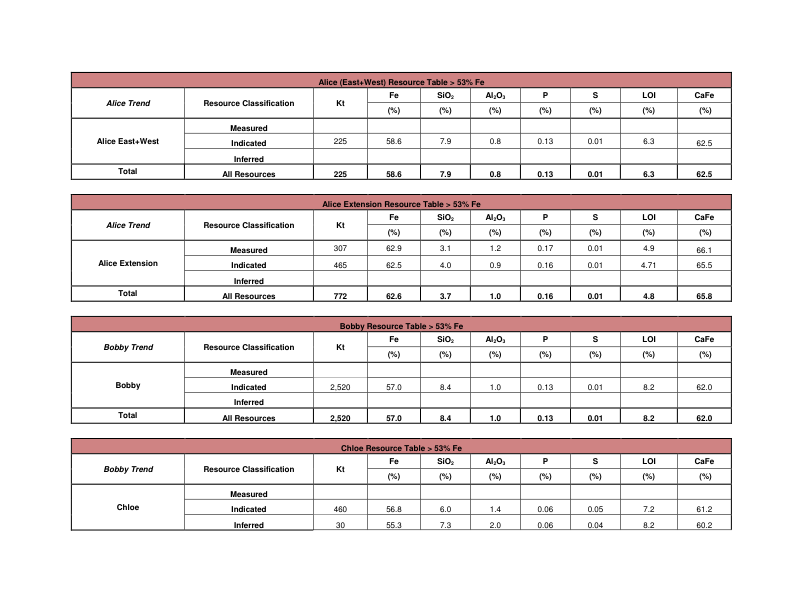 Alice (East+West) Resource Table > 53% Fe
Alice Trend Resource Classification Kt Fe SiO₂ Al₂O₃ P S LOI CaFe
(%) (%) (%) (%) (%) (%) (%)
Alice East+West
Measured
Indicated 225 58.6 7.9 0.8 0.13 0.01 6.3 62.5
Inferred
Total All Resources 225 58.6 7.9 0.8 0.13 0.01 6.3 62.5
Alice Extension Resource Table > 53% Fe
Alice Trend Resource Classification Kt Fe SiO₂ Al₂O₃ P S LOI CaFe
(%) (%) (%) (%) (%) (%) (%)
Alice Extension
Measured 307 62.9 3.1 1.2 0.17 0.01 4.9 66.1
Indicated 465 62.5 4.0 0.9 0.16 0.01 4.71 65.5
Inferred
Total All Resources 772 62.6 3.7 1.0 0.16 0.01 4.8 65.8
Bobby Resource Table > 53% Fe
Bobby Trend Resource Classification Kt Fe SiO₂ Al₂O₃ P S LOI CaFe
(%) (%) (%) (%) (%) (%) (%)
Bobby
Measured
Indicated 2,520 57.0 8.4 1.0 0.13 0.01 8.2 62.0
Inferred
Total All Resources 2,520 57.0 8.4 1.0 0.13 0.01 8.2 62.0
Chloe Resource Table > 53% Fe
Bobby Trend Resource Classification Kt Fe SiO₂ Al₂O₃ P S LOI CaFe
(%) (%) (%) (%) (%) (%) (%)
Chloe
Measured
Indicated 460 56.8 6.0 1.4 0.06 0.05 7.2 61.2
Inferred 30 55.3 7.3 2.0 0.06 0.04 8.2 60.2